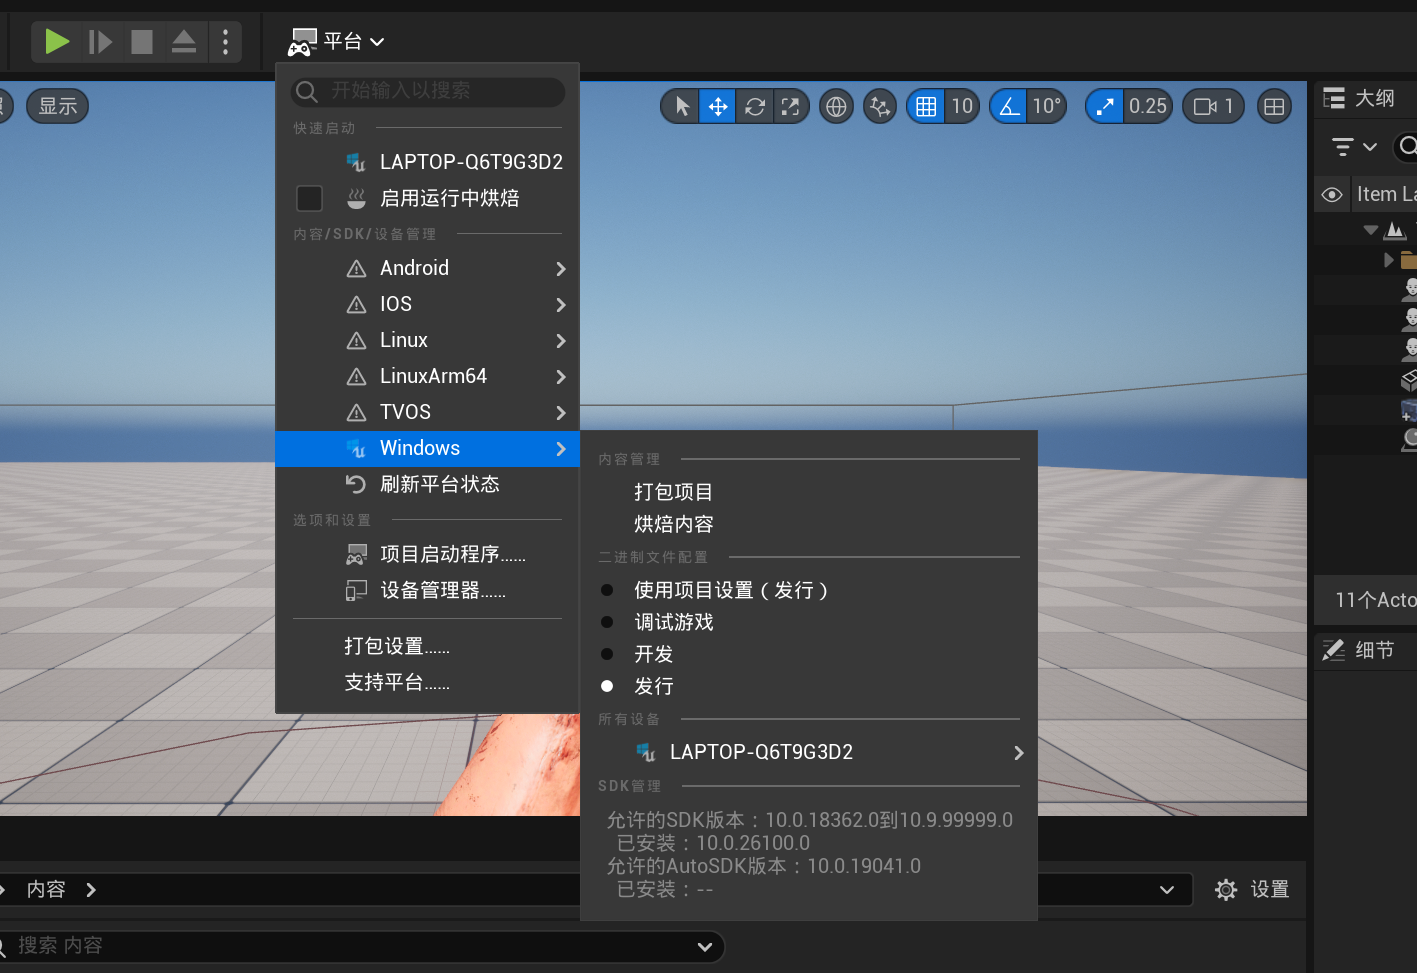 平台
显示
开始输入以搜索
快速启动
LAPTOP-Q6T9G3D2
启用运行中烘焙
内容/SDK/设备管理
Android
IOS
Linux
LinuxArm64
TVOS
Windows
刷新平台状态
选项和设置
项目启动程序......
设备管理器......
打包设置......
支持平台......
内容管理
打包项目
烘焙内容
二进制文件配置
使用项目设置（发行）
调试游戏
开发
发行
所有设备
LAPTOP-Q6T9G3D2
SDK管理
允许的SDK版本：10.0.18362.0到10.9.99999.0
已安装：10.0.26100.0
允许的AutoSDK版本：10.0.19041.0
已安装：--
10
10°
0.25
1
大纲
Item La
11个Acto
细节
内容
设置
搜索 内容